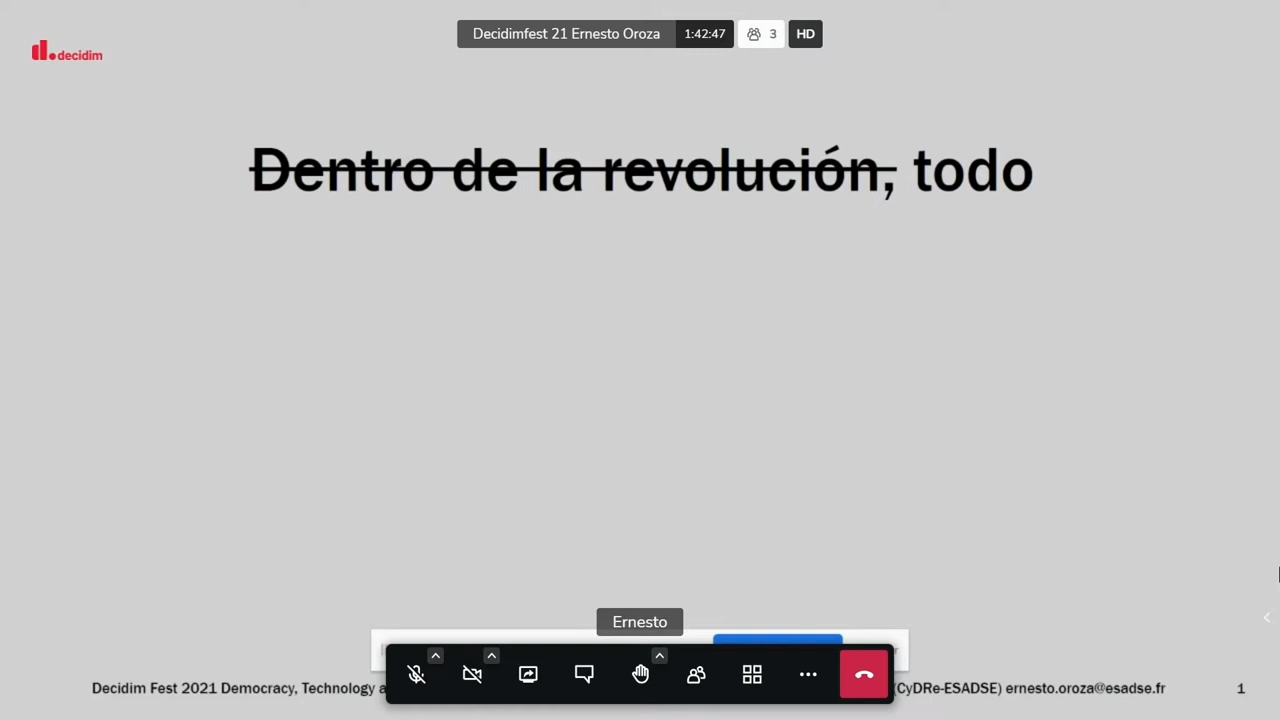 Decidimfest 21 Ernesto Oroza 1:42:47 3 HD
decidim
Dentro de la revolución, todo
Ernesto
Decidim Fest 2021 Democracy, Technology (CyDRe-ESADSE) ernesto.oroza@esadse.fr 1